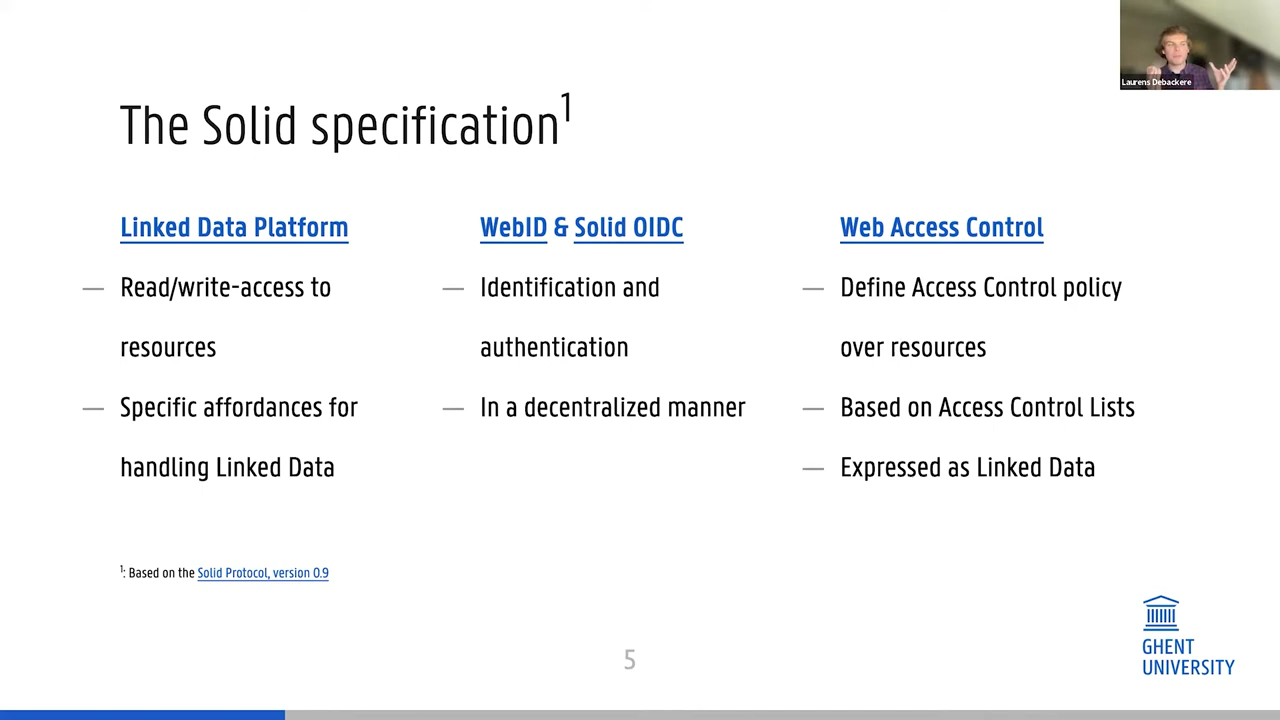 Laurens Debackere
The Solid specification1
Linked Data Platform
— Read/write-access to
resources
— Specific affordances for
handling Linked Data
WebID & Solid OIDC
— Identification and
authentication
— In a decentralized manner
Web Access Control
— Define Access Control policy
over resources
— Based on Access Control Lists
— Expressed as Linked Data
1: Based on the Solid Protocol, version 0.9
5
GHENT
UNIVERSITY